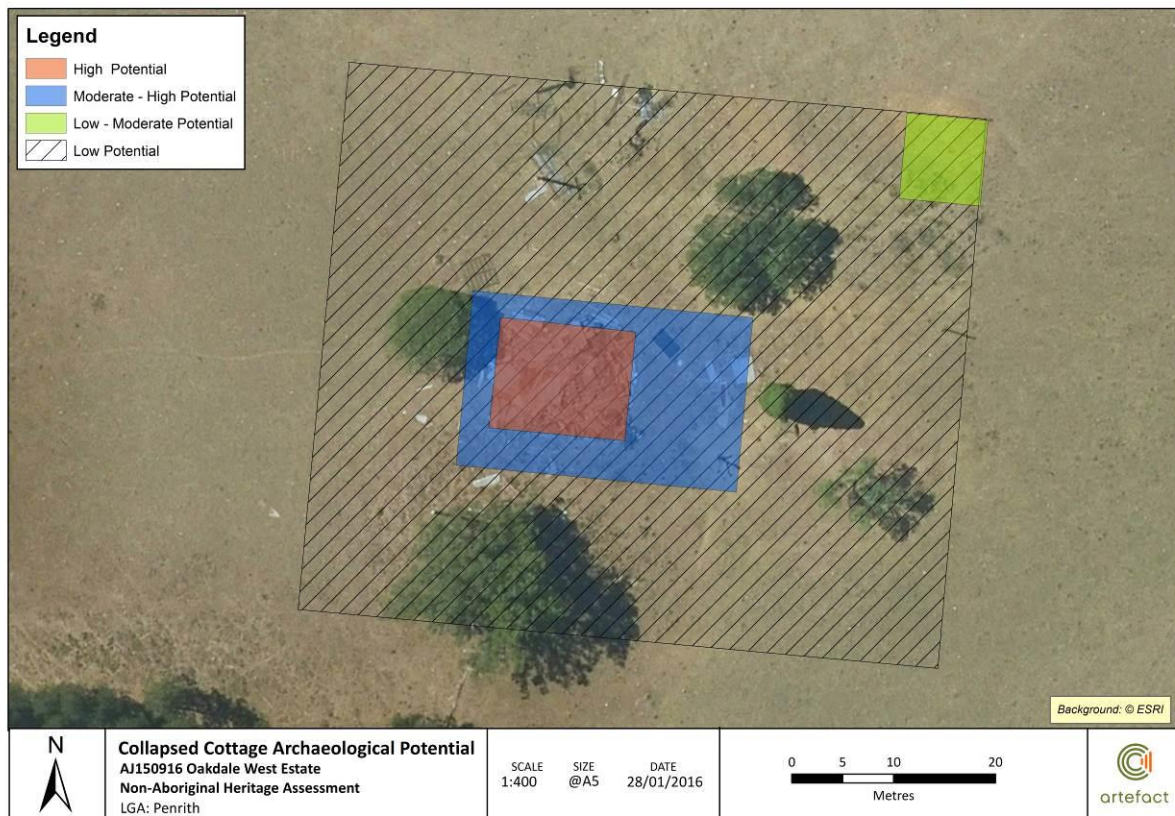 Legend
High Potential
Moderate - High Potential
Low - Moderate Potential
Low Potential
Background: © ESRI
N
Collapsed Cottage Archaeological Potential
AJ150916 Oakdale West Estate
Non-Aboriginal Heritage Assessment
LGA: Penrith
SCALE
1:400
SIZE
@A5
DATE
28/01/2016
0 5 10 20
Metres
artefact